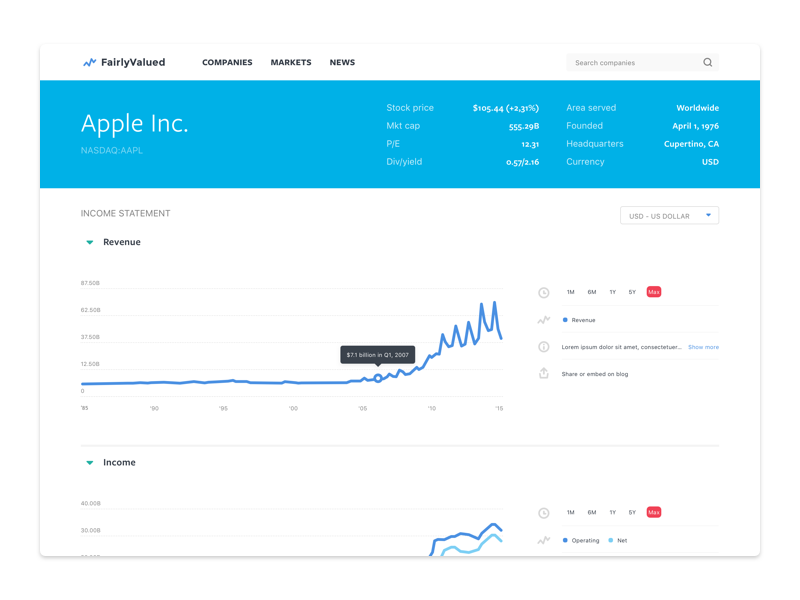 FairlyValued COMPANIES MARKETS NEWS Search companies
Apple Inc.
NASDAQ:AAPL
Stock price $105.44 (+2,31%)
Mkt cap 555.29B
P/E 12.31
Div/yield 0.57/2.16
Area served Worldwide
Founded April 1, 1976
Headquarters Cupertino, CA
Currency USD
INCOME STATEMENT
USD - US DOLLAR
Revenue
87.50B
62.50B
37.50B
12.50B
0
$7.1 billion in Q1, 2007
'85 '90 '95 '00 '05 '10 '15
1M 6M 1Y 5Y Max
Revenue
Lorem ipsum dolor sit amet, consectetuer... Show more
Share or embed on blog
Income
40.00B
30.00B
1M 6M 1Y 5Y Max
Operating Net